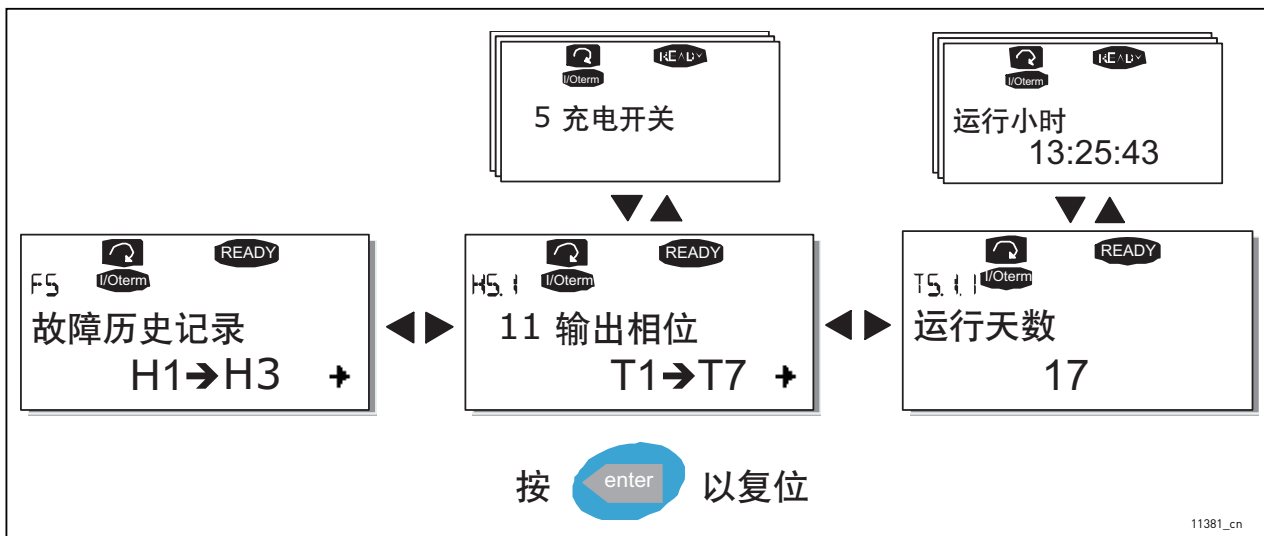 READY
I/Oterm
5 充电开关
READY
I/Oterm
运行小时
13:25:43
READY
F5 I/Oterm
故障历史记录
H1➔H3
READY
H5.1 I/Oterm
11 输出相位
T1➔T7
READY
T5.1.1 I/Oterm
运行天数
17
按 enter 以复位
11381_cn